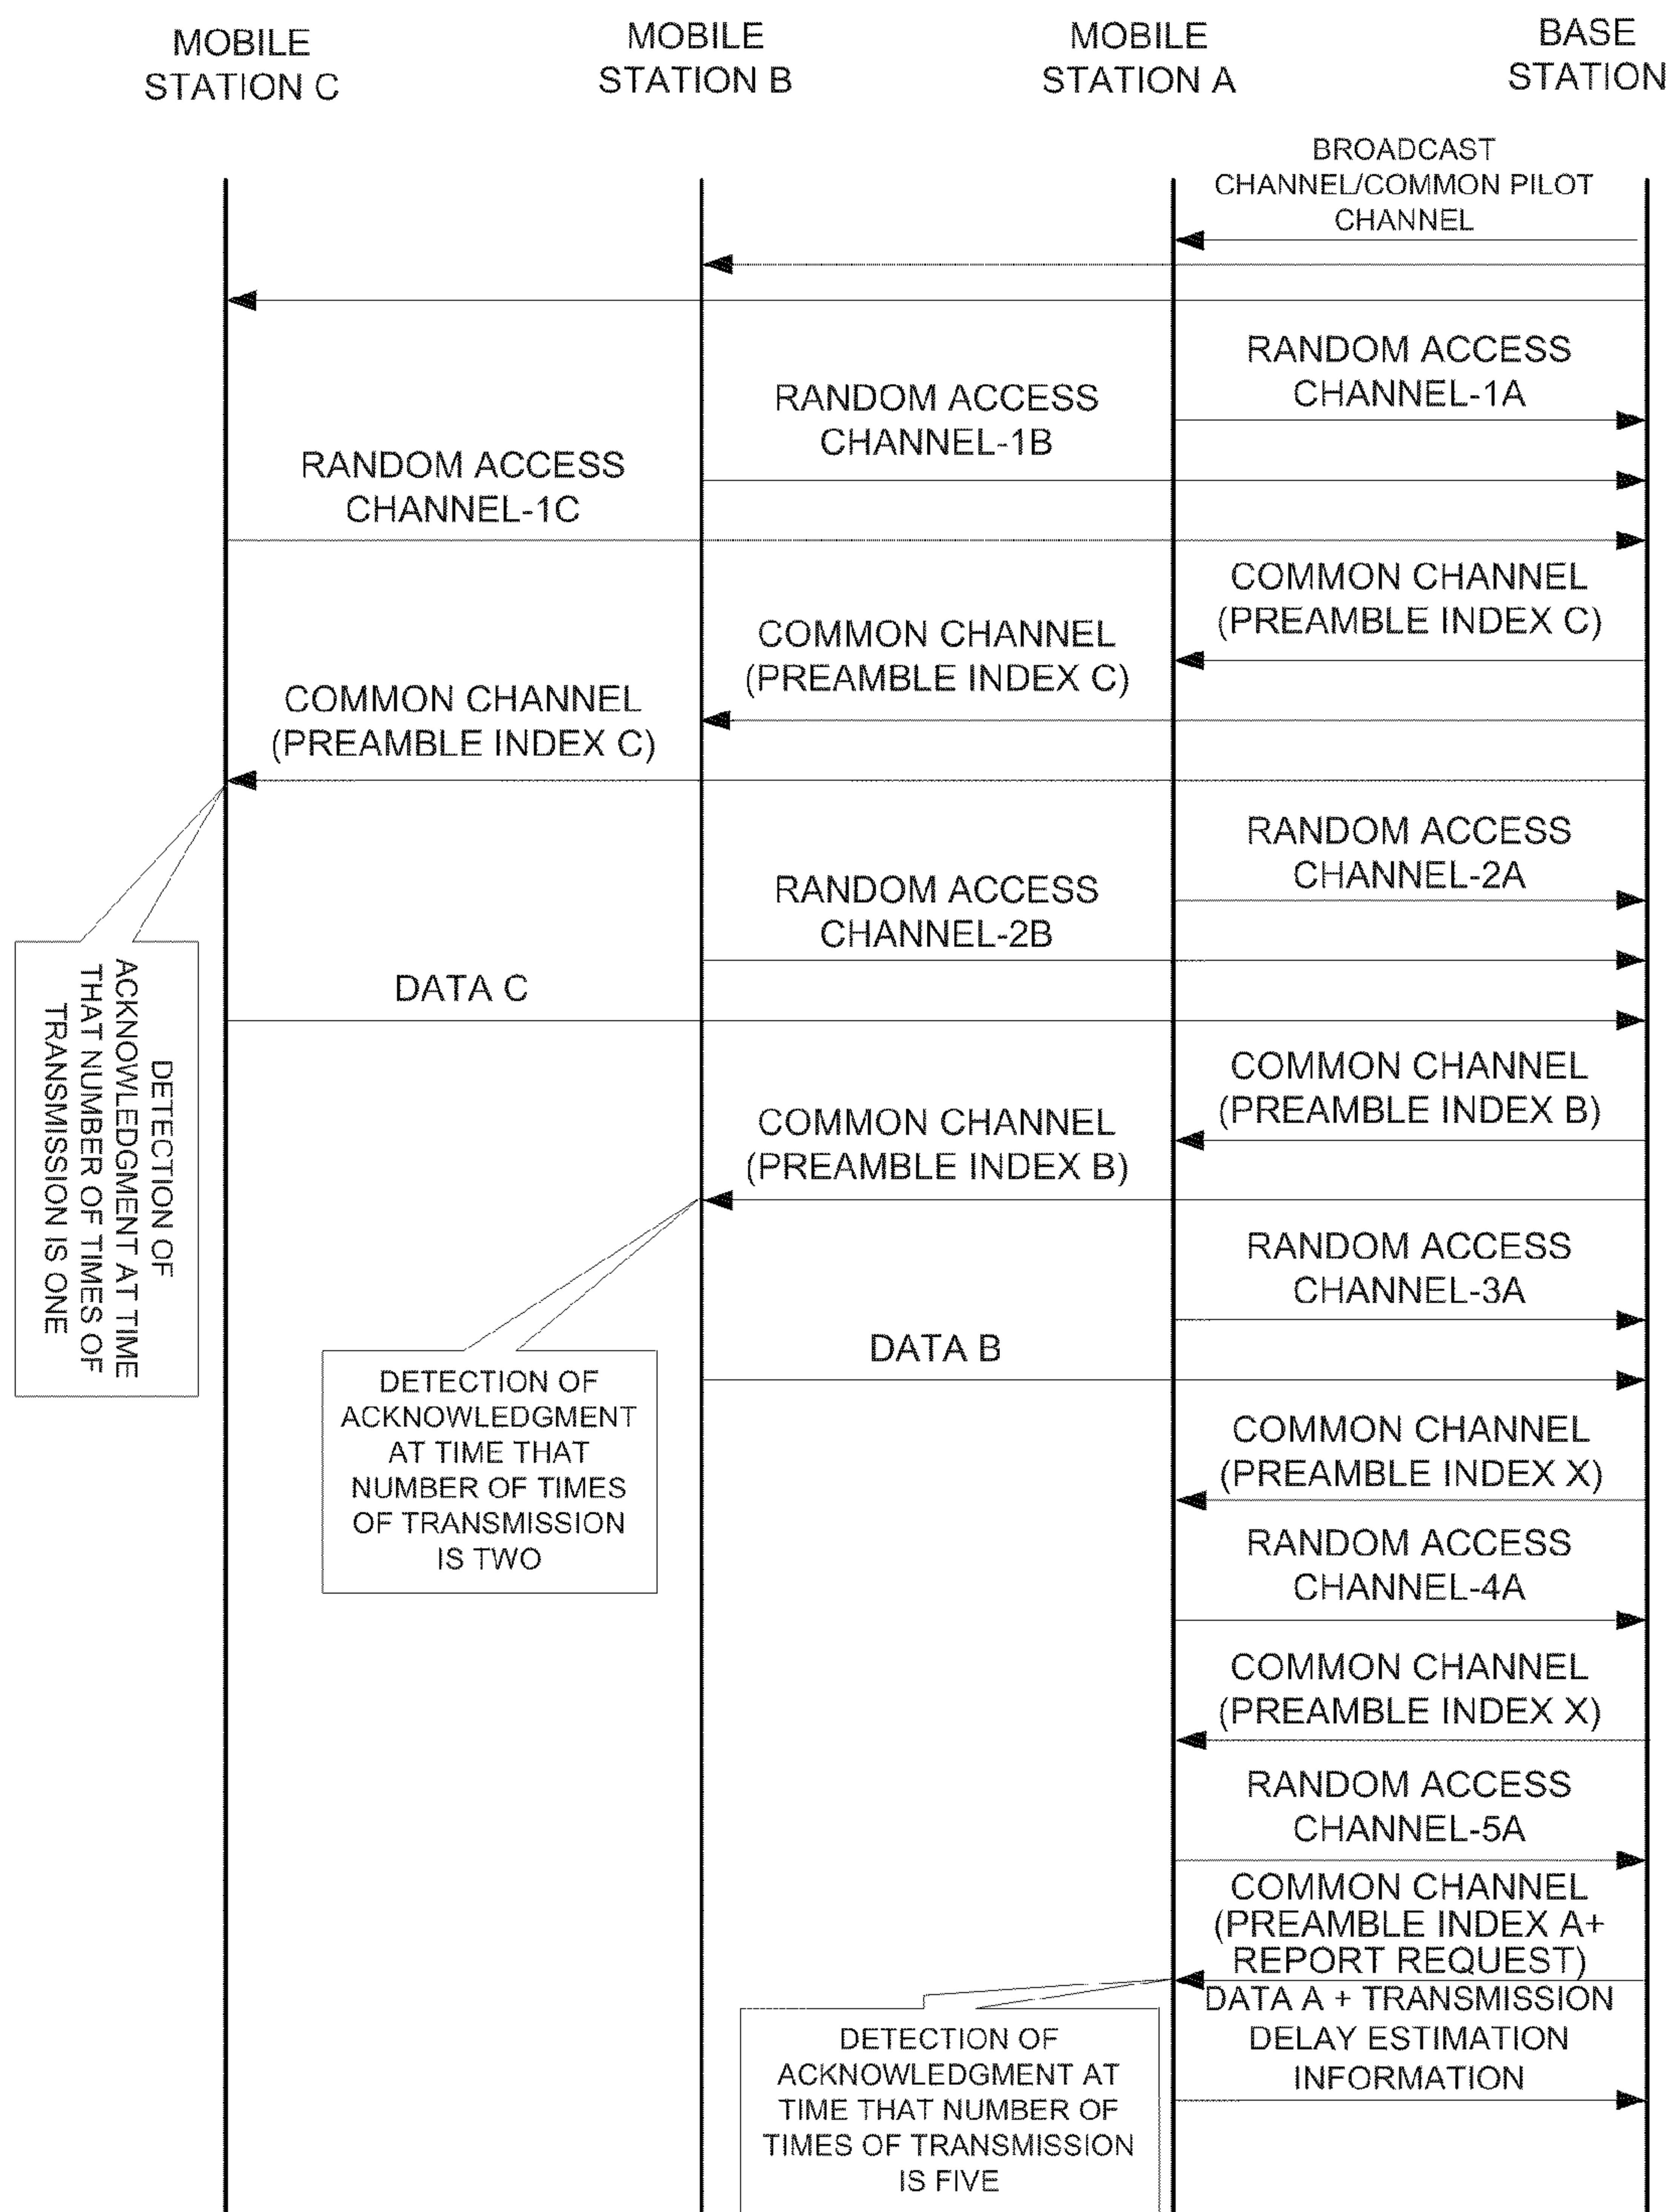 MOBILE
STATION C
MOBILE
STATION B
MOBILE
STATION A
BASE
STATION
BROADCAST
CHANNEL/COMMON PILOT
CHANNEL
RANDOM ACCESS
CHANNEL-1A
RANDOM ACCESS
CHANNEL-1B
RANDOM ACCESS
CHANNEL-1C
COMMON CHANNEL
(PREAMBLE INDEX C)
COMMON CHANNEL
(PREAMBLE INDEX C)
COMMON CHANNEL
(PREAMBLE INDEX C)
RANDOM ACCESS
CHANNEL-2A
RANDOM ACCESS
CHANNEL-2B
DATA C
DETECTION OF
ACKNOWLEDGMENT AT TIME
THAT NUMBER OF TIMES OF
TRANSMISSION IS ONE
COMMON CHANNEL
(PREAMBLE INDEX B)
COMMON CHANNEL
(PREAMBLE INDEX B)
RANDOM ACCESS
CHANNEL-3A
DATA B
DETECTION OF
ACKNOWLEDGMENT
AT TIME THAT
NUMBER OF TIMES
OF TRANSMISSION
IS TWO
COMMON CHANNEL
(PREAMBLE INDEX X)
RANDOM ACCESS
CHANNEL-4A
COMMON CHANNEL
(PREAMBLE INDEX X)
RANDOM ACCESS
CHANNEL-5A
COMMON CHANNEL
(PREAMBLE INDEX A+
REPORT REQUEST)
DATA A + TRANSMISSION
DELAY ESTIMATION
INFORMATION
DETECTION OF
ACKNOWLEDGMENT AT
TIME THAT NUMBER OF
TIMES OF TRANSMISSION
IS FIVE